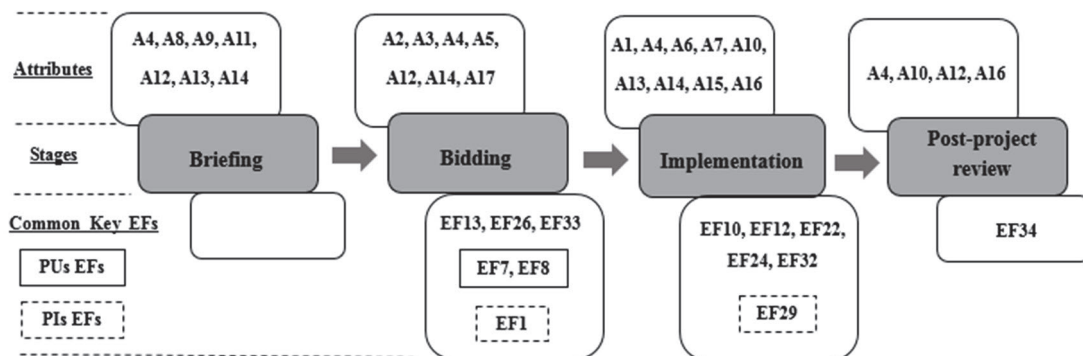 Attributes
A4, A8, A9, A11,
A12, A13, A14
A2, A3, A4, A5,
A12, A14, A17
A1, A4, A6, A7, A10,
A13, A14, A15, A16
A4, A10, A12, A16
Stages
Briefing
Bidding
Implementation
Post-project
review
Common Key EFs
PUs EFs
PIs EFs
EF13, EF26, EF33
EF7, EF8
EF1
EF10, EF12, EF22,
EF24, EF32
EF29
EF34